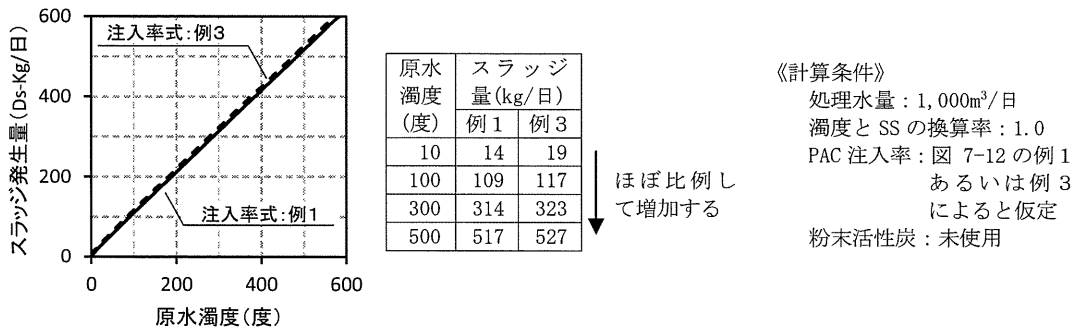 スラッジ発生量(Ds-Kg/日)
600
400
200
0
0 200 400 600
原水濁度(度)
注入率式:例3
注入率式:例1
原水濁度(度) スラッジ量(kg/日)
例1 例3
10 14 19
100 109 117
300 314 323
500 517 527
ほぼ比例し
て増加する
《計算条件》
処理水量:1,000m³/日
濁度とSSの換算率:1.0
PAC注入率:図 7-12の例1
あるいは例3
によると仮定
粉末活性炭:未使用